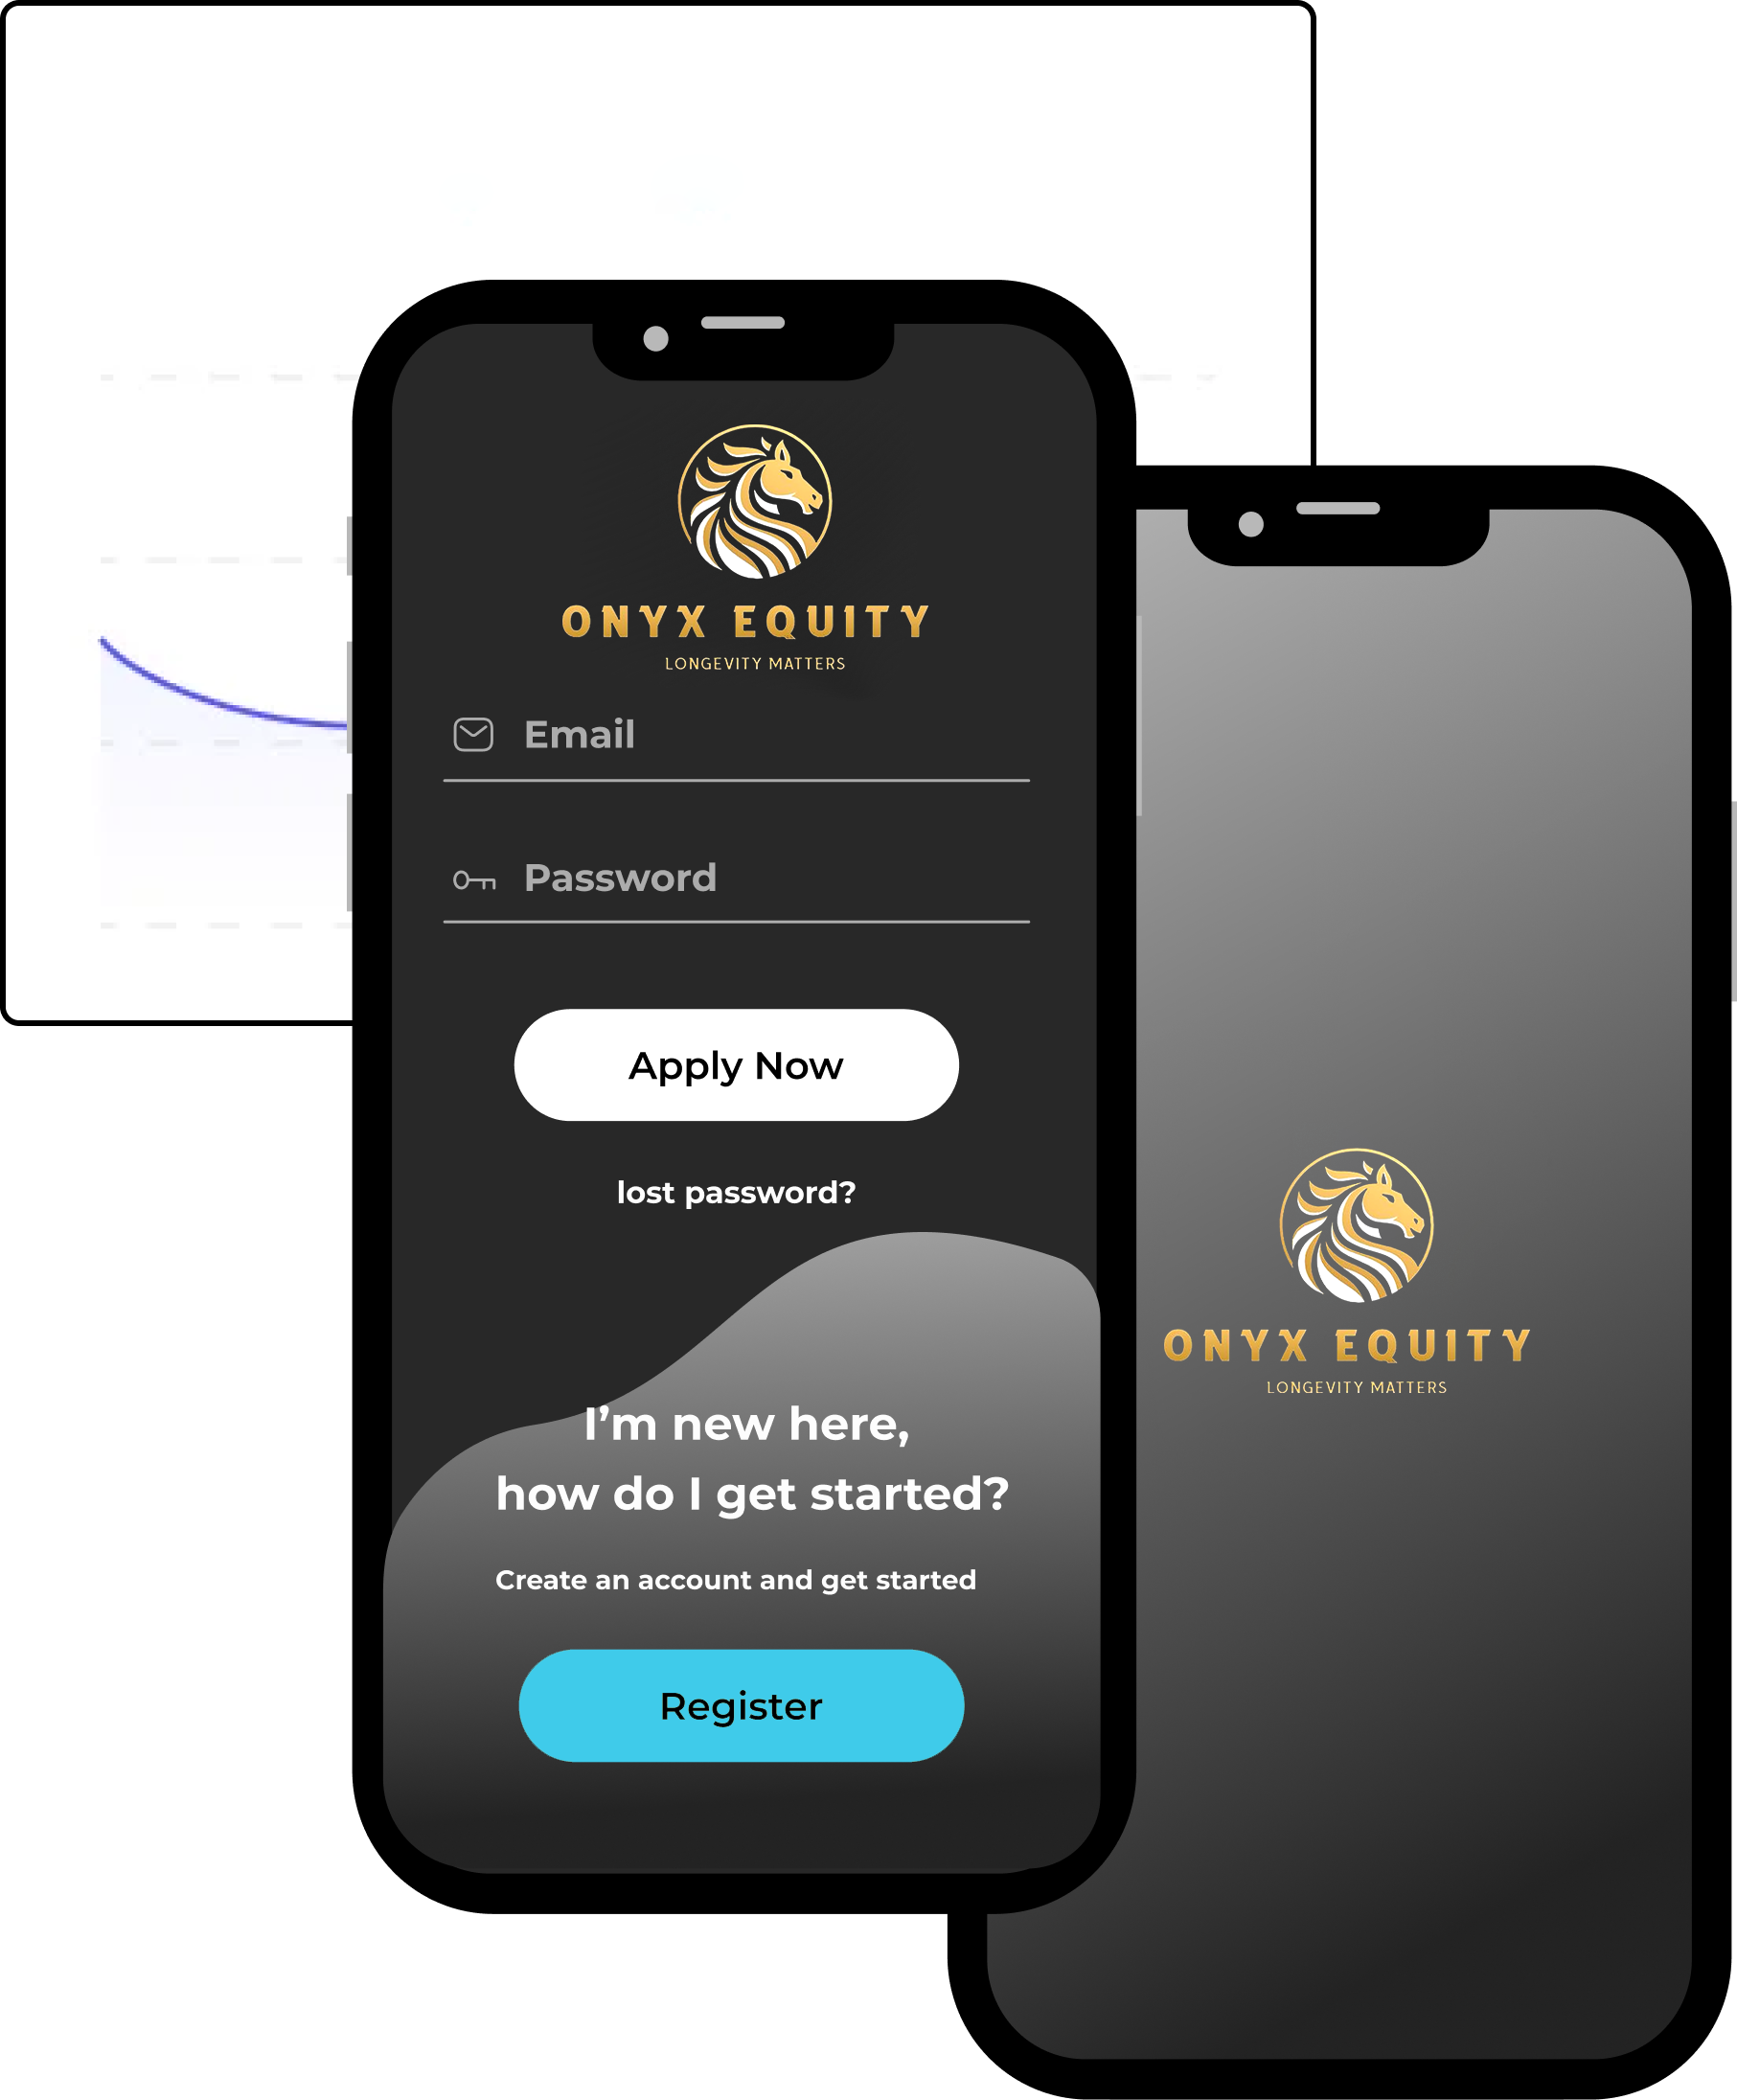 ONYX EQUITY
LONGEVITY MATTERS
Email
Password
Apply Now
lost password?
I’m new here,
how do I get started?
Create an account and get started
Register
ONYX EQUITY
LONGEVITY MATTERS